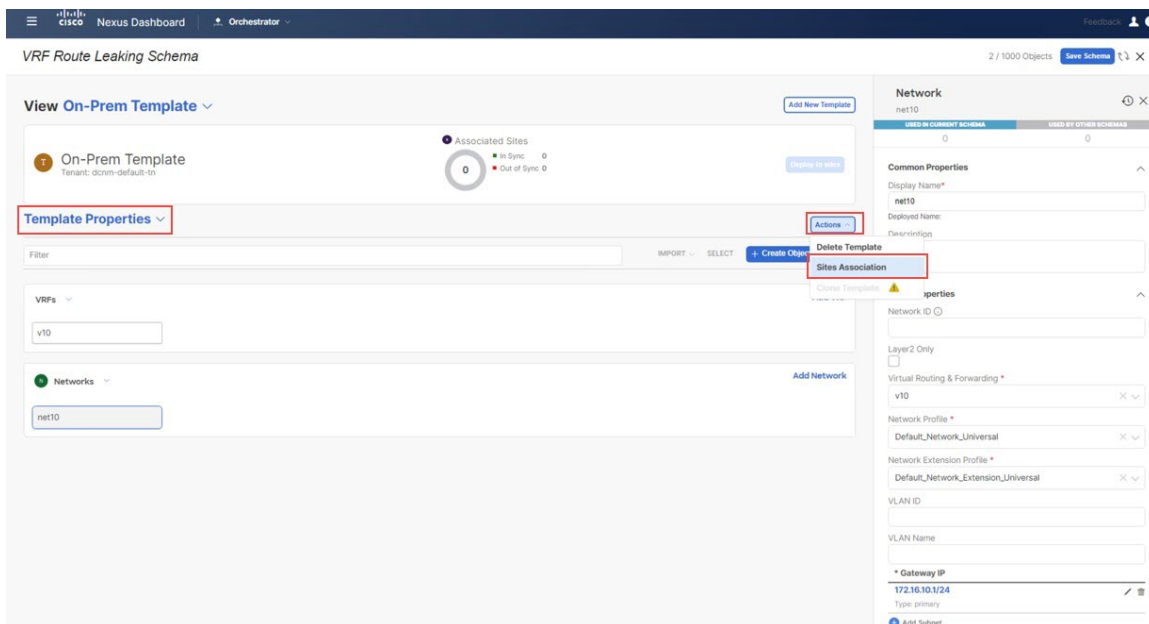 cisco Nexus Dashboard Orchestrator Feedback
VRF Route Leaking Schema 2 / 1000 Objects Save Schema
View On-Prem Template Add New Template
T On-Prem Template
Tenant: dcnm-default-tn
Associated Sites
0
In Sync 0
Out of Sync 0
Deploy to sites
Template Properties Actions
Delete Template
Sites Association
Clone Template
Filter IMPORT SELECT + Create Objec
VRFs
v10
N Networks Add Network
net10
Network
net10
USED IN CURRENT SCHEMA USED BY OTHER SCHEMAS
0 0
Common Properties
Display Name*
net10
Deployed Name:
Description
operties
Network ID
Layer2 Only
Virtual Routing & Forwarding *
v10
Network Profile *
Default_Network_Universal
Network Extension Profile *
Default_Network_Extension_Universal
VLAN ID
VLAN Name
* Gateway IP
172.16.10.1/24
Type: primary
Add Subnet